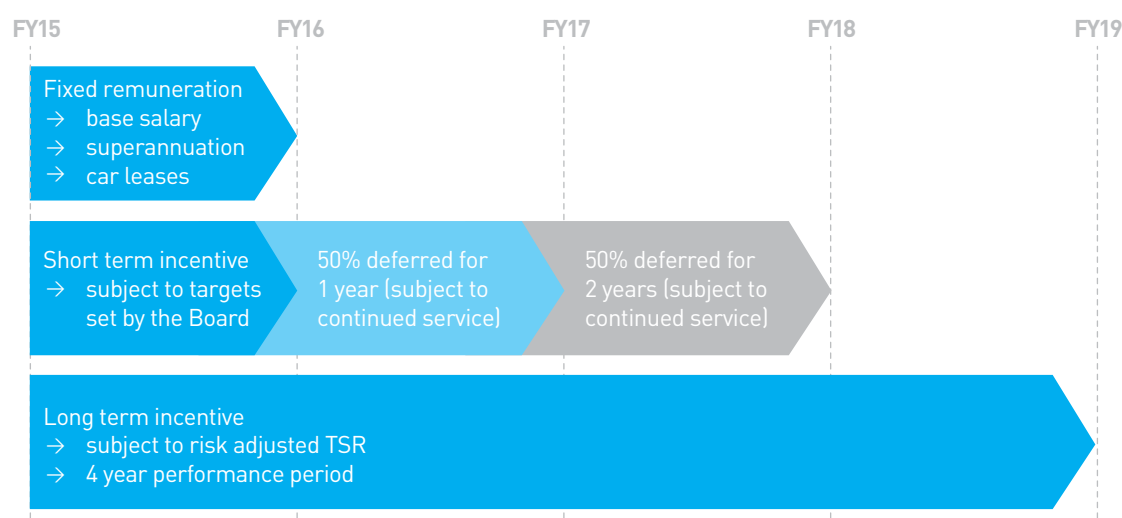 FY15 FY16 FY17 FY18 FY19
Fixed remuneration
→ base salary
→ superannuation
→ car leases
Short term incentive
→ subject to targets
set by the Board
50% deferred for
1 year (subject to
continued service)
50% deferred for
2 years (subject to
continued service)
Long term incentive
→ subject to risk adjusted TSR
→ 4 year performance period